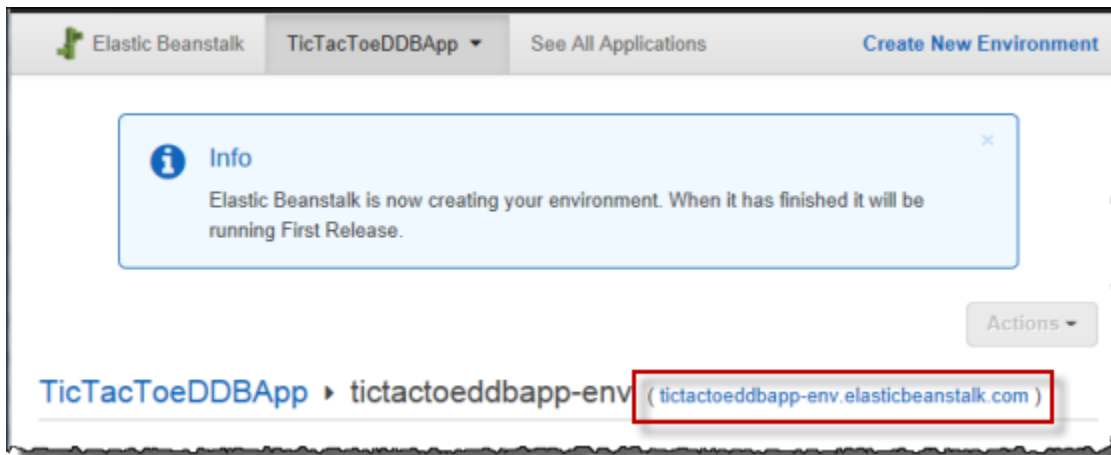 Elastic Beanstalk TicTacToeDDBApp See All Applications Create New Environment
Info
Elastic Beanstalk is now creating your environment. When it has finished it will be
running First Release.
Actions
TicTacToeDDBApp tictactoeddbapp-env ( tictactoeddbapp-env.elasticbeanstalk.com )